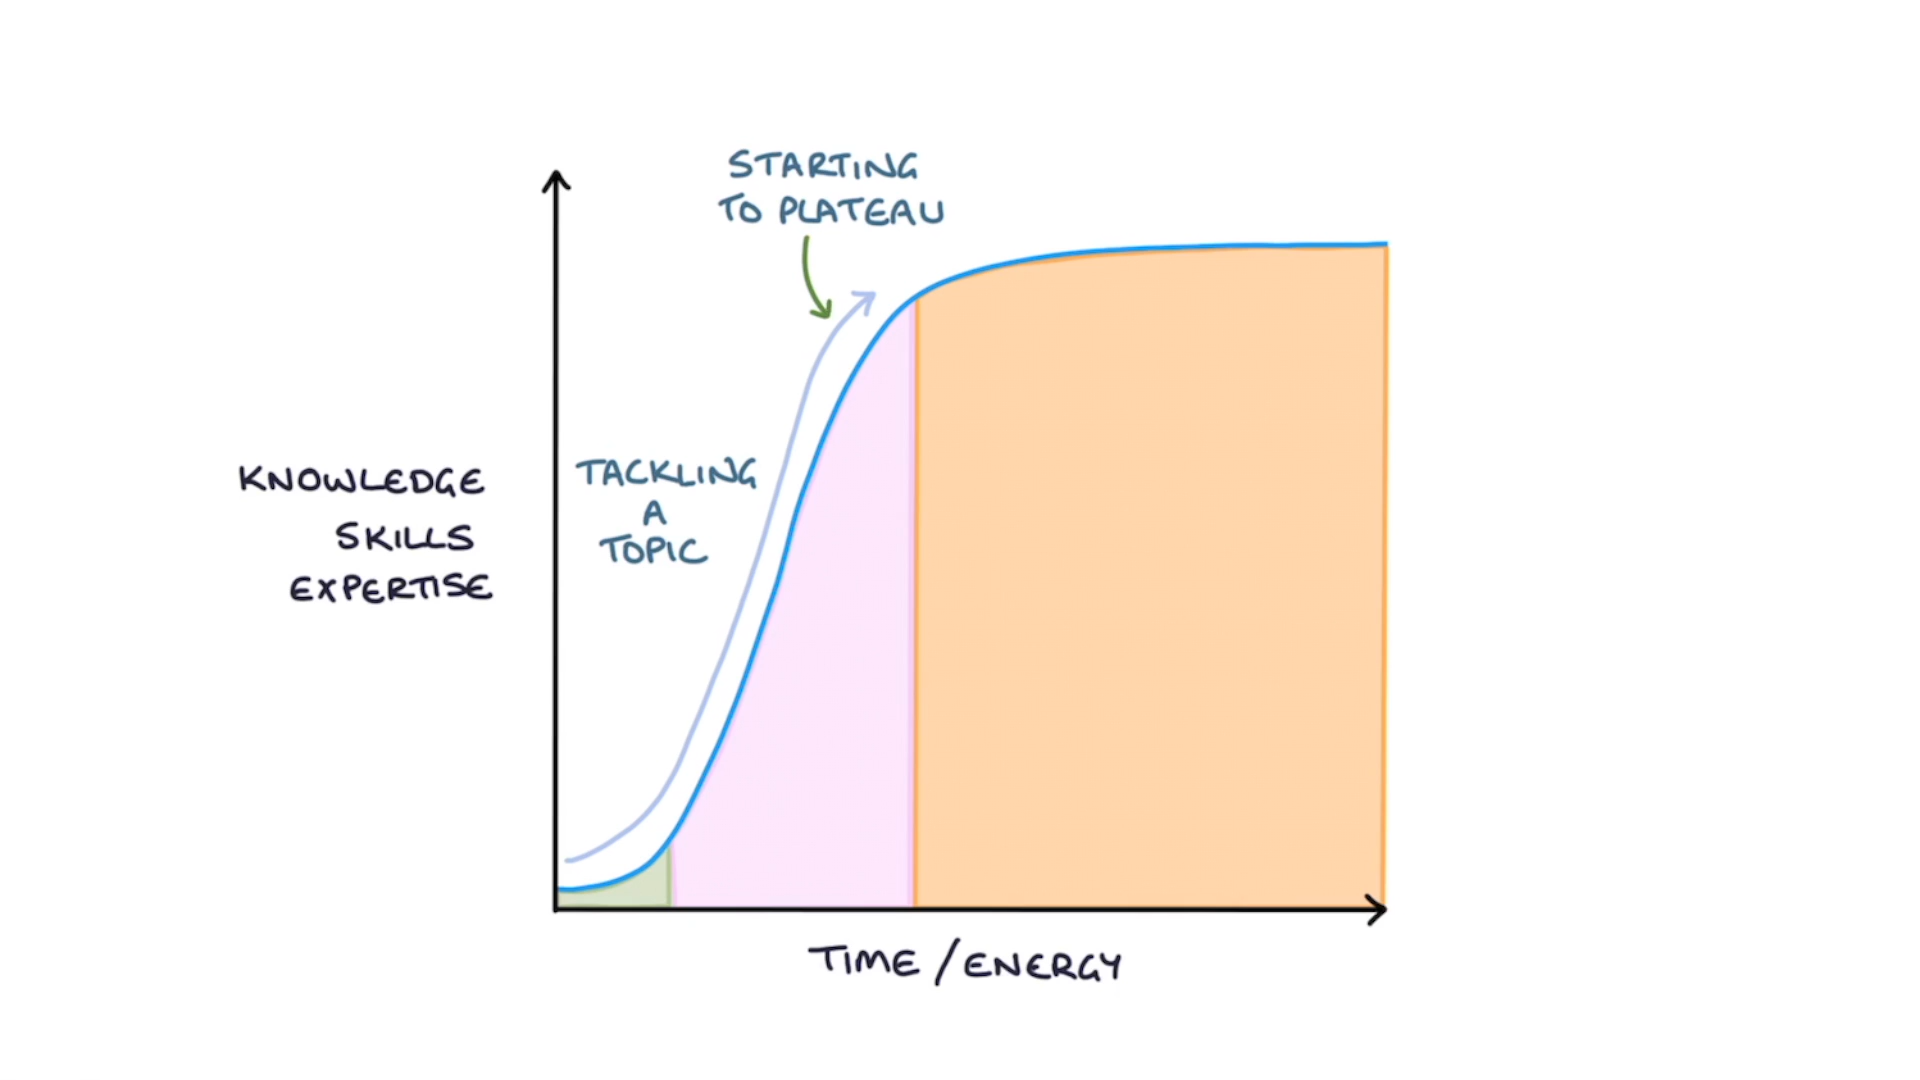 STARTING
TO PLATEAU
TACKLING
A
TOPIC
KNOWLEDGE
SKILLS
EXPERTISE
TIME/ENERGY